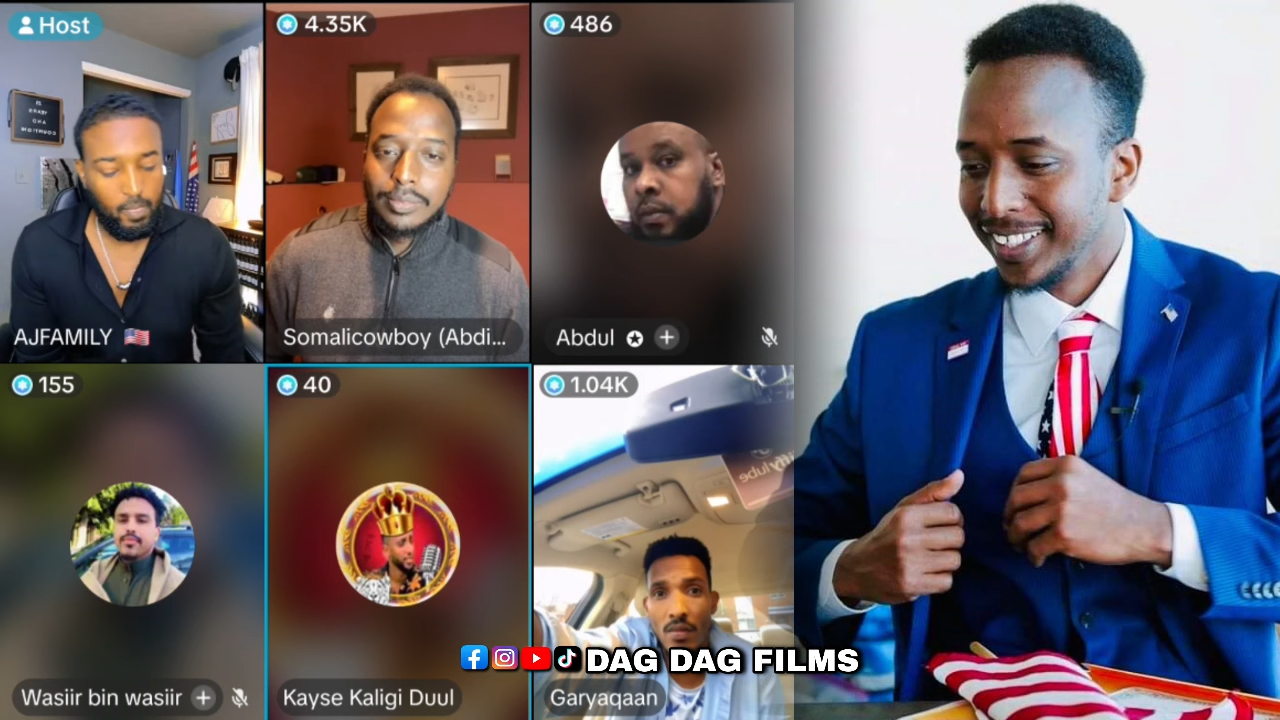 Host
4.35K
486
AJFAMILY 🇺🇸
Somalicowboy (Abdi...
Abdul
155
40
1.04K
Wasiir bin wasiir
Kayse Kaligi Duul
Garyaqaan
DAG DAG FILMS